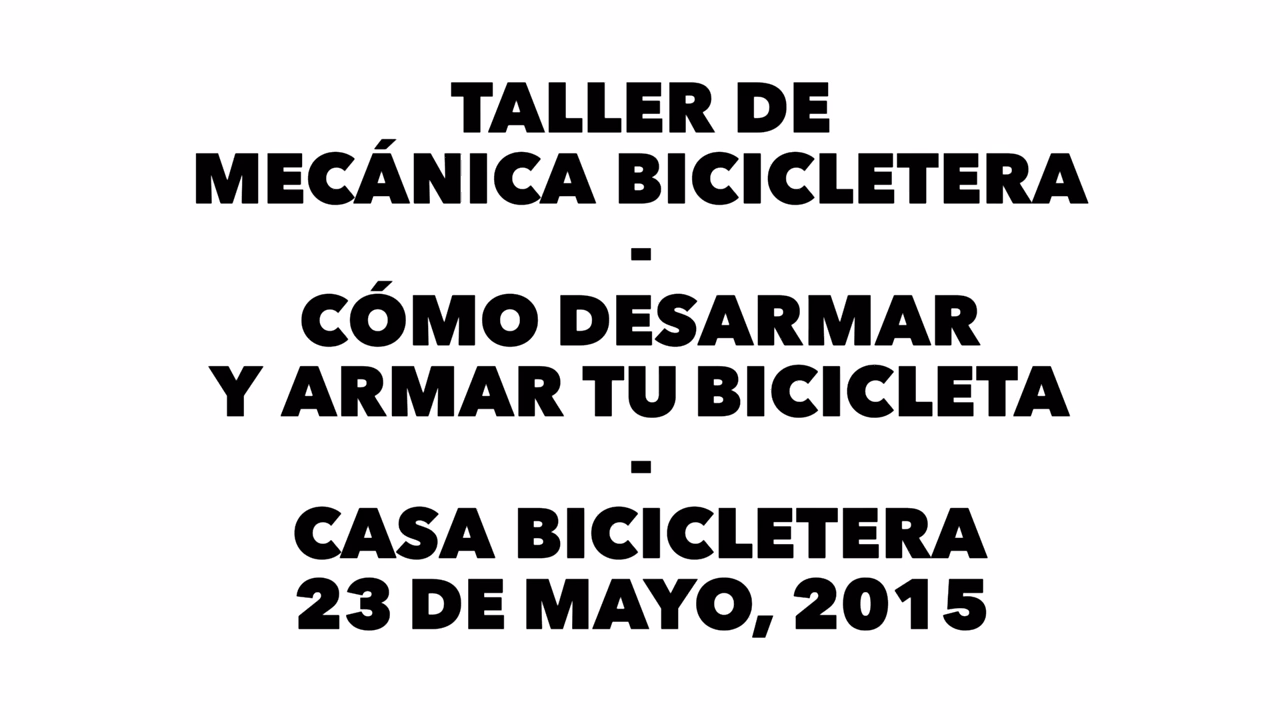 TALLER DE
MECÁNICA BICICLETERA
-
CÓMO DESARMAR
Y ARMAR TU BICICLETA
-
CASA BICICLETERA
23 DE MAYO, 2015